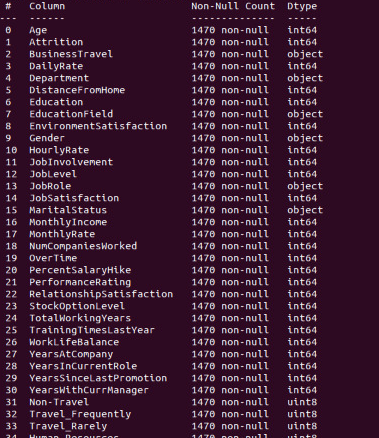 #   Column                    Non-Null Count  Dtype
---  ------                    --------------  -----
0   Age                       1470 non-null   int64
1   Attrition                 1470 non-null   int64
2   BusinessTravel            1470 non-null   object
3   DailyRate                 1470 non-null   int64
4   Department                1470 non-null   object
5   DistanceFromHome          1470 non-null   int64
6   Education                 1470 non-null   int64
7   EducationField            1470 non-null   object
8   EnvironmentSatisfaction   1470 non-null   int64
9   Gender                    1470 non-null   object
10  HourlyRate                1470 non-null   int64
11  JobInvolvement            1470 non-null   int64
12  JobLevel                  1470 non-null   int64
13  JobRole                   1470 non-null   object
14  JobSatisfaction           1470 non-null   int64
15  MaritalStatus             1470 non-null   object
16  MonthlyIncome             1470 non-null   int64
17  MonthlyRate               1470 non-null   int64
18  NumCompaniesWorked        1470 non-null   int64
19  OverTime                  1470 non-null   int64
20  PercentSalaryHike         1470 non-null   int64
21  PerformanceRating         1470 non-null   int64
22  RelationshipSatisfaction  1470 non-null   int64
23  StockOptionLevel          1470 non-null   int64
24  TotalWorkingYears         1470 non-null   int64
25  TrainingTimesLastYear     1470 non-null   int64
26  WorkLifeBalance           1470 non-null   int64
27  YearsAtCompany            1470 non-null   int64
28  YearsInCurrentRole        1470 non-null   int64
29  YearsSinceLastPromotion   1470 non-null   int64
30  YearsWithCurrManager      1470 non-null   int64
31  Non-Travel                1470 non-null   uint8
32  Travel_Frequently         1470 non-null   uint8
33  Travel_Rarely             1470 non-null   uint8
34  Human Resources           1470 non-null   uint8